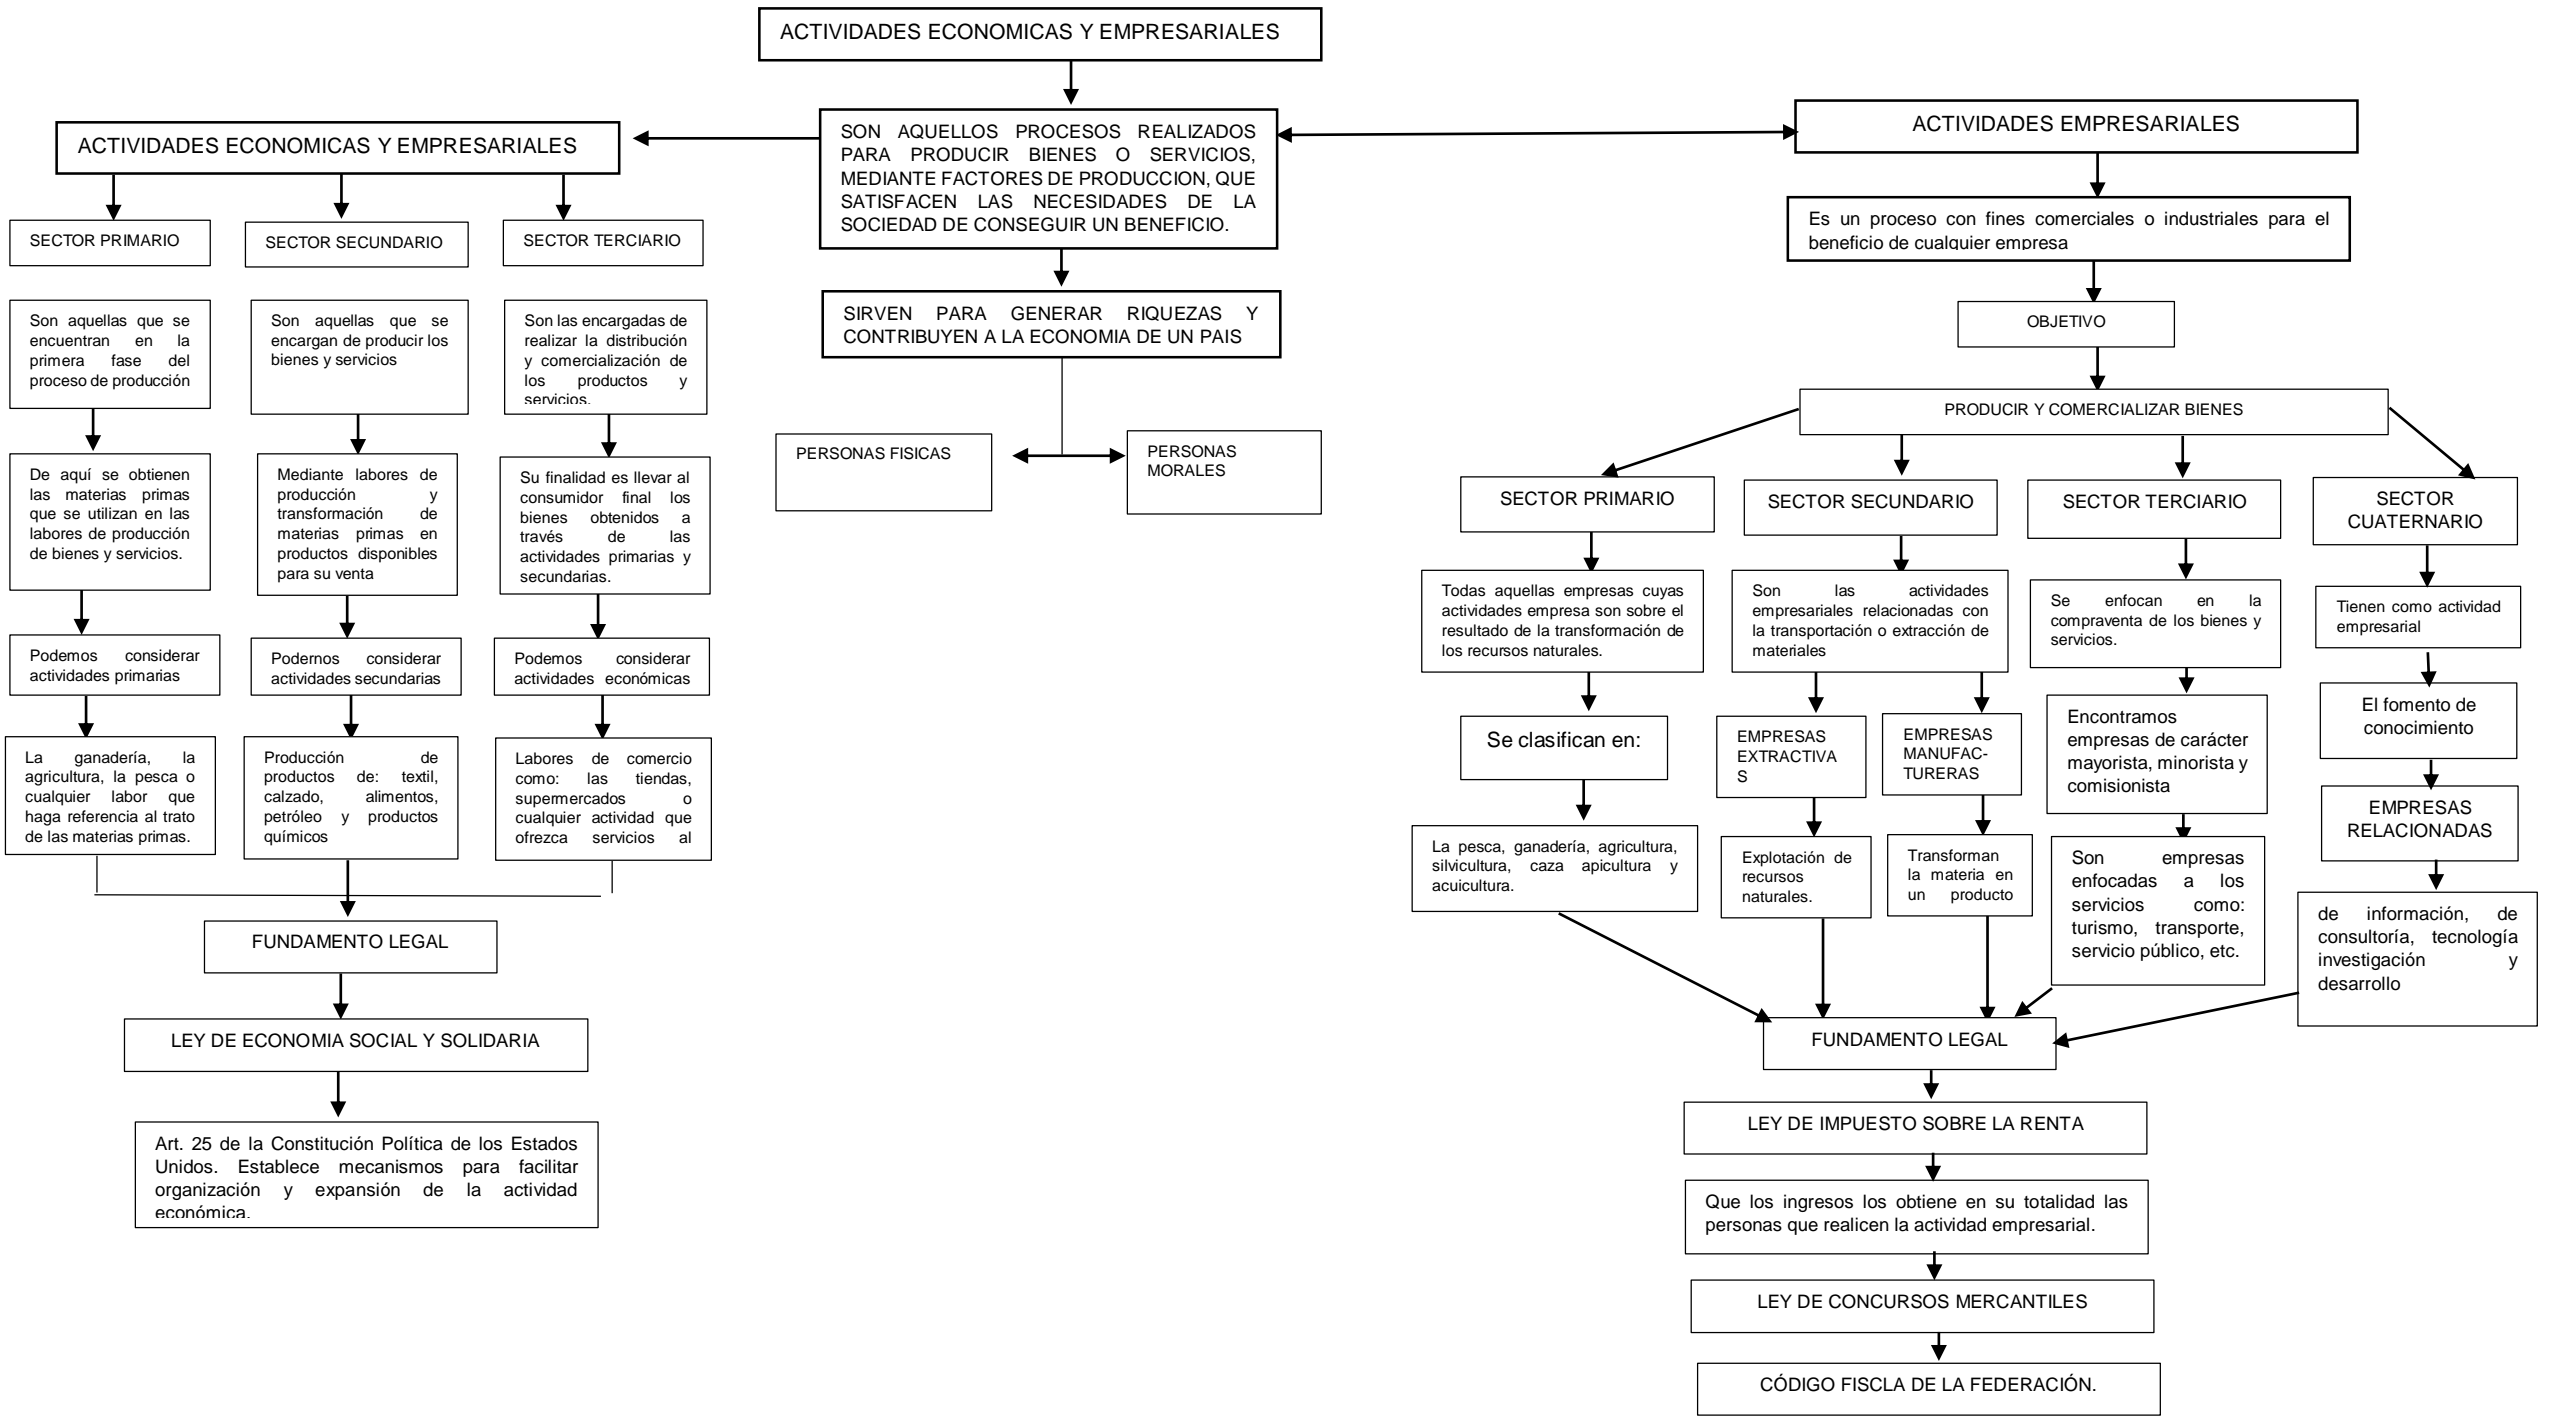 ACTIVIDADES ECONOMICAS Y EMPRESARIALES
SON AQUELLOS PROCESOS REALIZADOS
PARA PRODUCIR BIENES O SERVICIOS,
MEDIANTE FACTORES DE PRODUCCION, QUE
SATISFACEN LAS NECESIDADES DE LA
SOCIEDAD DE CONSEGUIR UN BENEFICIO.
SIRVEN PARA GENERAR RIQUEZAS Y
CONTRIBUYEN A LA ECONOMIA DE UN PAIS
PERSONAS FISICAS
PERSONAS
MORALES
ACTIVIDADES ECONOMICAS Y EMPRESARIALES
SECTOR PRIMARIO
Son aquellas que se
encuentran en la
primera fase del
proceso de producción
De aquí se obtienen
las materias primas
que se utilizan en las
labores de producción
de bienes y servicios.
Podemos considerar
actividades primarias
La ganadería, la
agricultura, la pesca o
cualquier labor que
haga referencia al trato
de las materias primas.
SECTOR SECUNDARIO
Son aquellas que se
encargan de producir los
bienes y servicios
Mediante labores de
producción y
transformación de
materias primas en
productos disponibles
para su venta
Podernos considerar
actividades secundarias
Producción de
productos de: textil,
calzado, alimentos,
petróleo y productos
químicos
SECTOR TERCIARIO
Son las encargadas de
realizar la distribución
y comercialización de
los productos y
servicios.
Su finalidad es llevar al
consumidor final los
bienes obtenidos a
través de las
actividades primarias y
secundarias.
Podemos considerar
actividades económicas
Labores de comercio
como: las tiendas,
supermercados o
cualquier actividad que
ofrezca servicios al
FUNDAMENTO LEGAL
LEY DE ECONOMIA SOCIAL Y SOLIDARIA
Art. 25 de la Constitución Política de los Estados
Unidos. Establece mecanismos para facilitar
organización y expansión de la actividad
económica.
ACTIVIDADES EMPRESARIALES
Es un proceso con fines comerciales o industriales para el
beneficio de cualquier empresa
OBJETIVO
PRODUCIR Y COMERCIALIZAR BIENES
SECTOR PRIMARIO
Todas aquellas empresas cuyas
actividades empresa son sobre el
resultado de la transformación de
los recursos naturales.
Se clasifican en:
La pesca, ganadería, agricultura,
silvicultura, caza apicultura y
acuicultura.
SECTOR SECUNDARIO
Son las actividades
empresariales relacionadas con
la transportación o extracción de
materiales
EMPRESAS
EXTRACTIVA
S
Explotación de
recursos
naturales.
EMPRESAS
MANUFAC-
TURERAS
Transforman
la materia en
un producto
SECTOR TERCIARIO
Se enfocan en la
compraventa de los bienes y
servicios.
Encontramos
empresas de carácter
mayorista, minorista y
comisionista
Son empresas
enfocadas a los
servicios como:
turismo, transporte,
servicio público, etc.
SECTOR
CUATERNARIO
Tienen como actividad
empresarial
El fomento de
conocimiento
EMPRESAS
RELACIONADAS
de información, de
consultoría, tecnología
investigación y
desarrollo
FUNDAMENTO LEGAL
LEY DE IMPUESTO SOBRE LA RENTA
Que los ingresos los obtiene en su totalidad las
personas que realicen la actividad empresarial.
LEY DE CONCURSOS MERCANTILES
CÓDIGO FISCLA DE LA FEDERACIÓN.